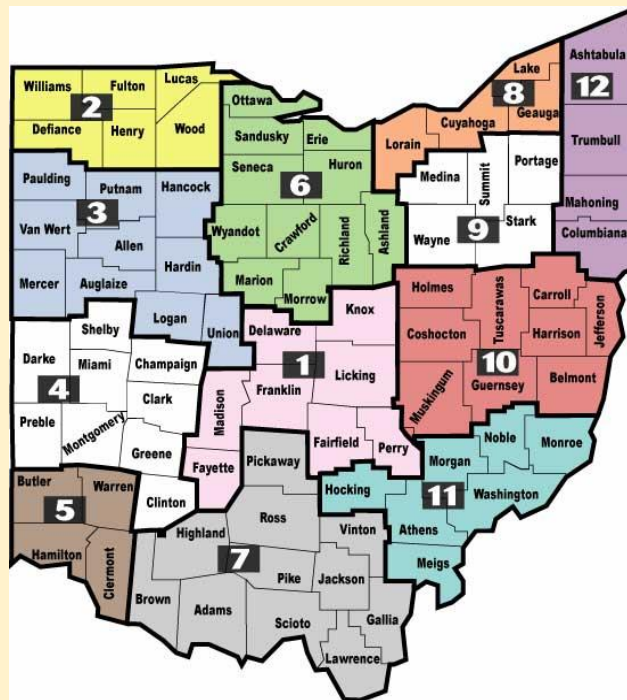 Ashtabula
12
Trumbull
Mahoning
Columbiana
Lake
8
Geauga
Cuyahoga
Lorain
Williams
Fulton
Lucas
2
Defiance
Henry
Wood
Ottawa
Sandusky
Erie
Seneca
Huron
6
Wyandot
Crawford
Richland
Ashland
Marion
Morrow
Medina
Summit
Portage
Wayne
9
Stark
Paulding
Putnam
Hancock
3
Van Wert
Allen
Mercer
Auglaize
Hardin
Logan
Union
Holmes
Tuscarawas
Carroll
Jefferson
Coshocton
Harrison
10
Muskingum
Guernsey
Belmont
Knox
Delaware
1
Licking
Franklin
Madison
Fayette
Fairfield
Perry
Shelby
Darke
Miami
Champaign
4
Clark
Preble
Montgomery
Greene
Clinton
Noble
Monroe
Morgan
Hocking
11
Washington
Athens
Meigs
Butler
Warren
5
Hamilton
Clermont
Pickaway
Ross
Highland
Vinton
7
Pike
Jackson
Brown
Adams
Scioto
Gallia
Lawrence